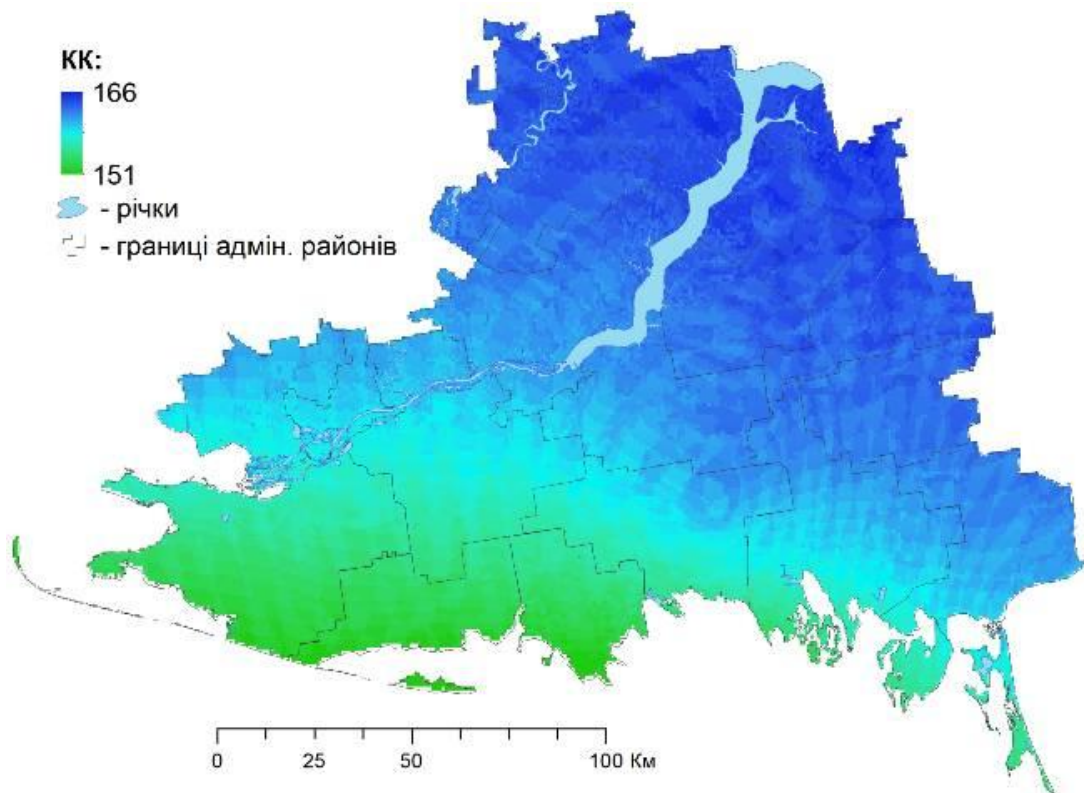 КК:
166
151
- річки
- границі адмін. районів
0 25 50 100 Км